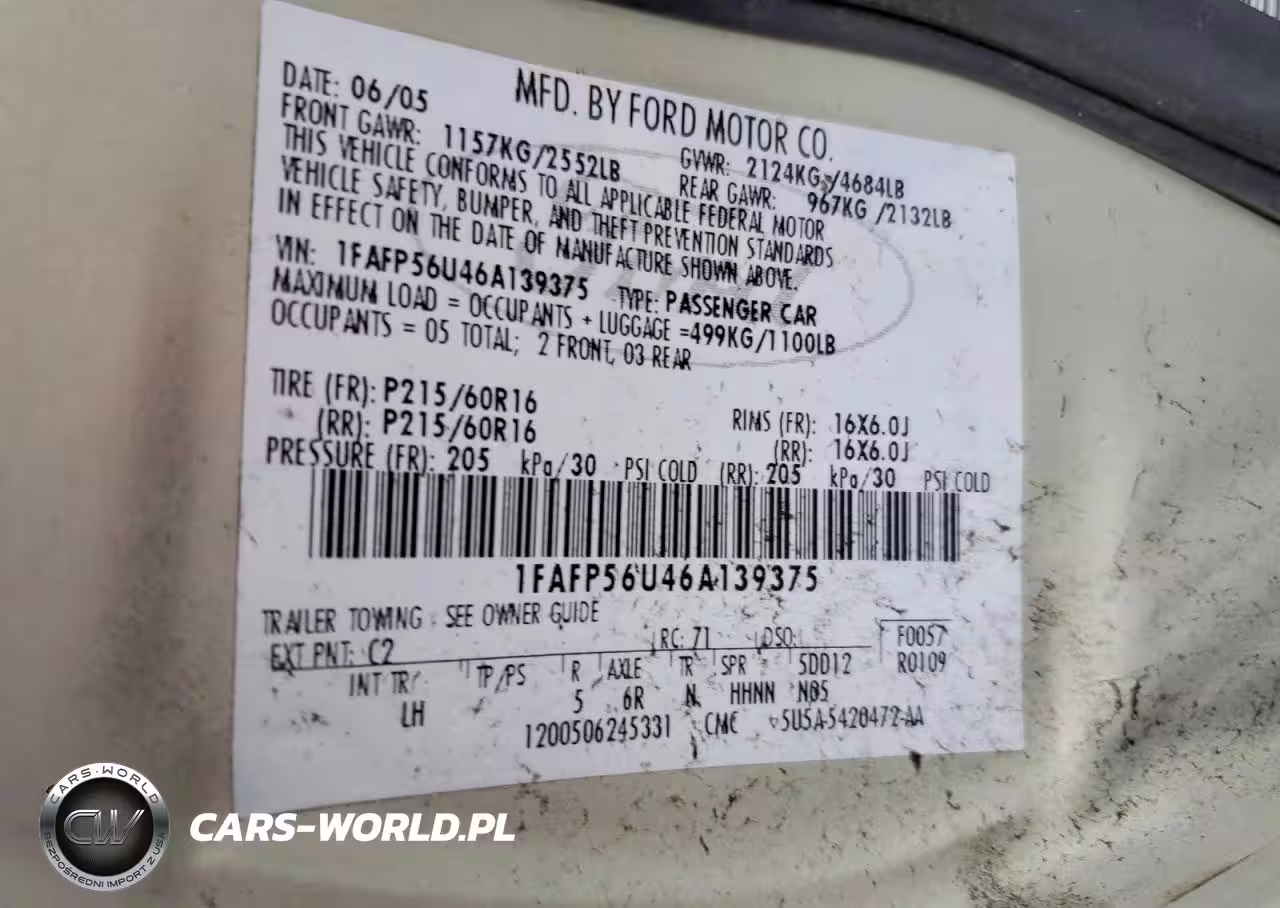 MFD. BY FORD MOTOR CO.
DATE: 06/05
GVWR: 2124KG /4684LB
FRONT GAWR: 1157KG/2552LB
REAR GAWR: 967KG /2132LB
THIS VEHICLE CONFORMS TO ALL APPLICABLE FEDERAL MOTOR
VEHICLE SAFETY, BUMPER, AND THEFT PREVENTION STANDARDS
IN EFFECT ON THE DATE OF MANUFACTURE SHOWN ABOVE.
VIN: 1FAFP56U46A139375 TYPE: PASSENGER CAR
MAXIMUM LOAD = OCCUPANTS + LUGGAGE =499KG/1100LB
OCCUPANTS = 05 TOTAL; 2 FRONT, 03 REAR
TIRE (FR): P215/60R16 RIMS (FR): 16X6.0J
(RR): P215/60R16 (RR): 16X6.0J
PRESSURE (FR): 205 kPa/30 PSI COLD (RR): 205 kPa/30 PSI COLD
1FAFP56U46A139375
TRAILER TOWING : SEE OWNER GUIDE
EXT PNT: C2 RC: 71 DSO: F0057
INT TR TP/PS R AXLE TR SPR 5DD12 R0109
LH 5 6R N HHNN N05
1200506245331 CMC 5U5A-5420472-AA
CARS-WORLD
CW
BEZPOŚREDNI IMPORT Z USA
CARS-WORLD.PL